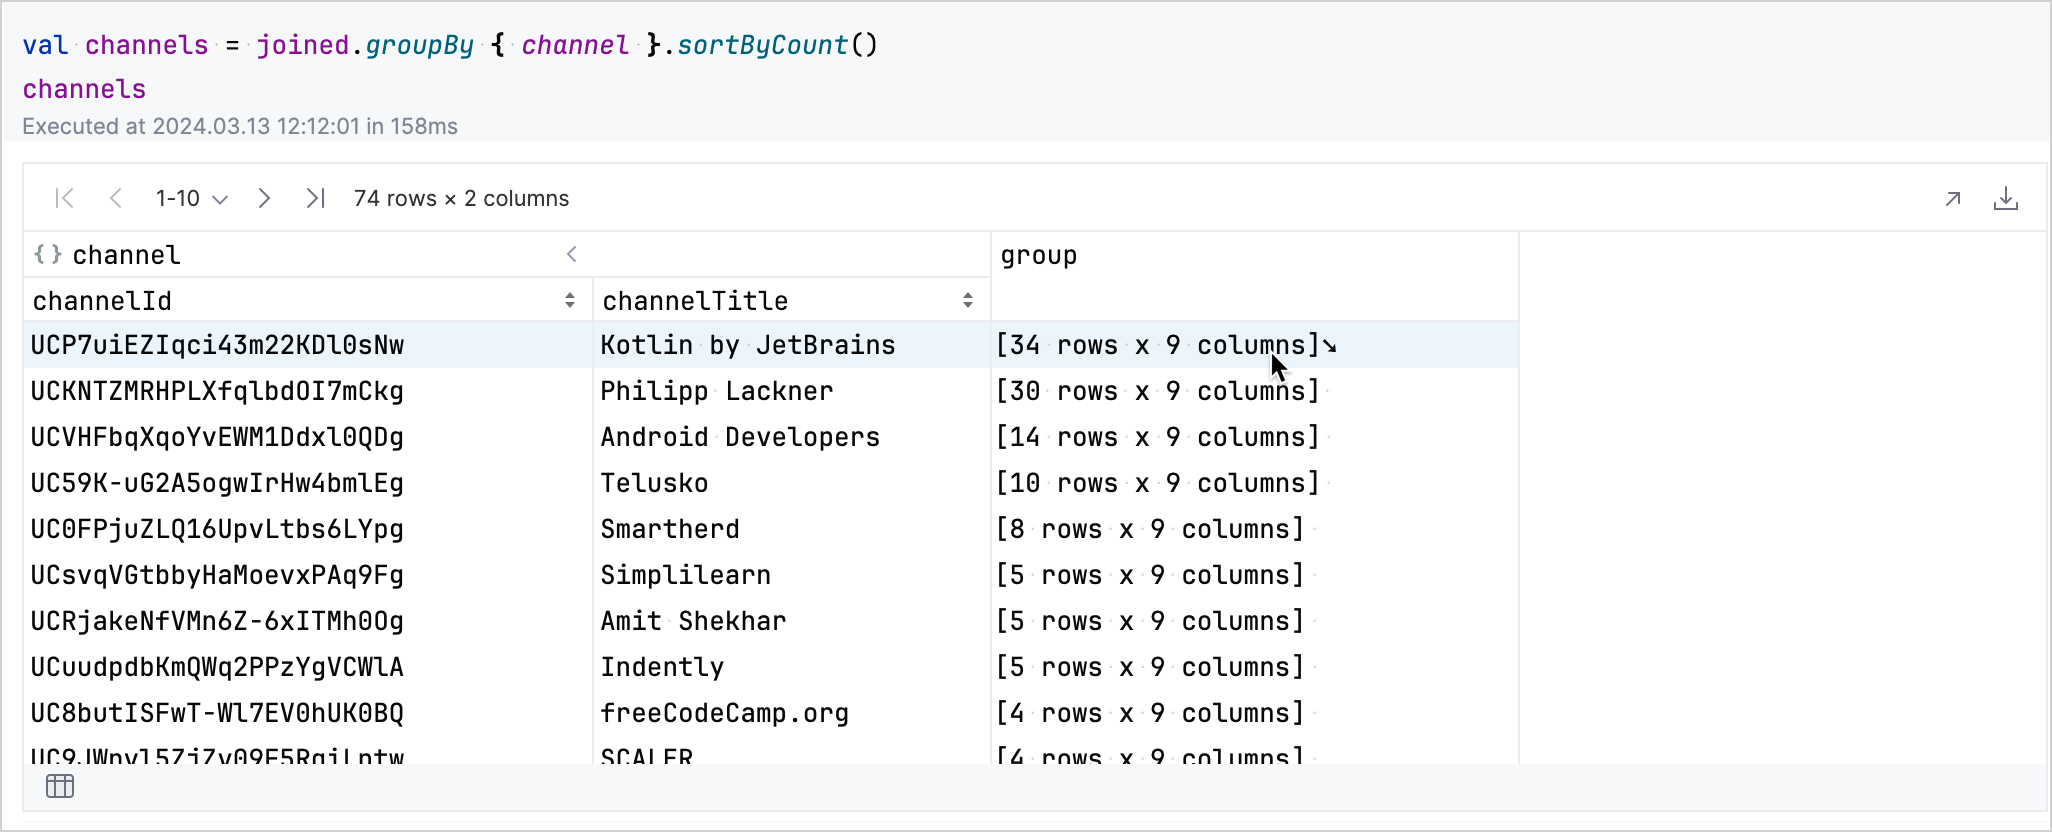 val channels = joined.groupBy { channel }.sortByCount()
channels
Executed at 2024.03.13 12:12:01 in 158ms
1-10 74 rows × 2 columns
{} channel group
channelId channelTitle
UCP7uiEZIqci43m22KDl0sNw Kotlin by JetBrains [34 rows x 9 columns]
UCKNTZMRHPLXfqlbdOI7mCkg Philipp Lackner [30 rows x 9 columns]
UCVHFbqXqoYvEWM1Ddxl0QDg Android Developers [14 rows x 9 columns]
UC59K-uG2A5ogwIrHw4bmlEg Telusko [10 rows x 9 columns]
UC0FPjuZLQ16UpvLtbs6LYpg Smartherd [8 rows x 9 columns]
UCsvqVGtbbyHaMoevxPAq9Fg Simplilearn [5 rows x 9 columns]
UCRjakeNfVMn6Z-6xITMh0Og Amit Shekhar [5 rows x 9 columns]
UCuudpdbKmQWq2PPzYgVCWlA Indently [5 rows x 9 columns]
UC8butISFwT-Wl7EV0hUK0BQ freeCodeCamp.org [4 rows x 9 columns]
SCALER [4 rows x 9 columns]